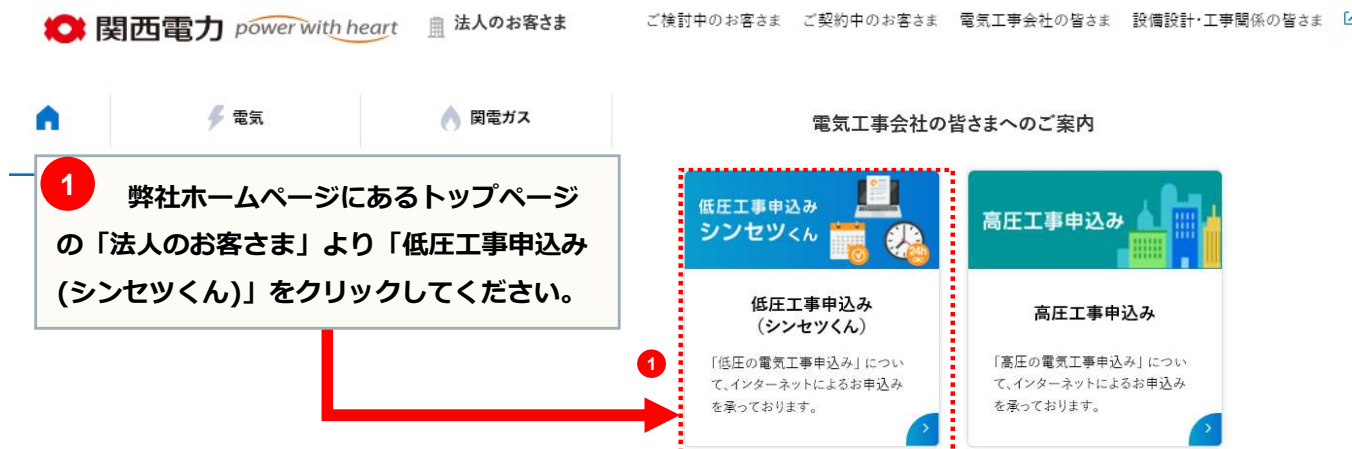 関西電力 power with heart 法人のお客さま
ご検討中のお客さま ご契約中のお客さま 電気工事会社の皆さま 設備設計・工事関係の皆さま
電気 関電ガス
電気工事会社の皆さまへのご案内
1 弊社ホームページにあるトップページ
の「法人のお客さま」より「低圧工事申込み
(シンセツくん)」をクリックしてください。
1
低圧工事申込み
シンセツくん
24H
OK!
低圧工事申込み
（シンセツくん）
「低圧の電気工事申込み」につい
て、インターネットによるお申込み
を承っております。
高圧工事申込み
高圧工事申込み
「高圧の電気工事申込み」につい
て、インターネットによるお申込み
を承っております。